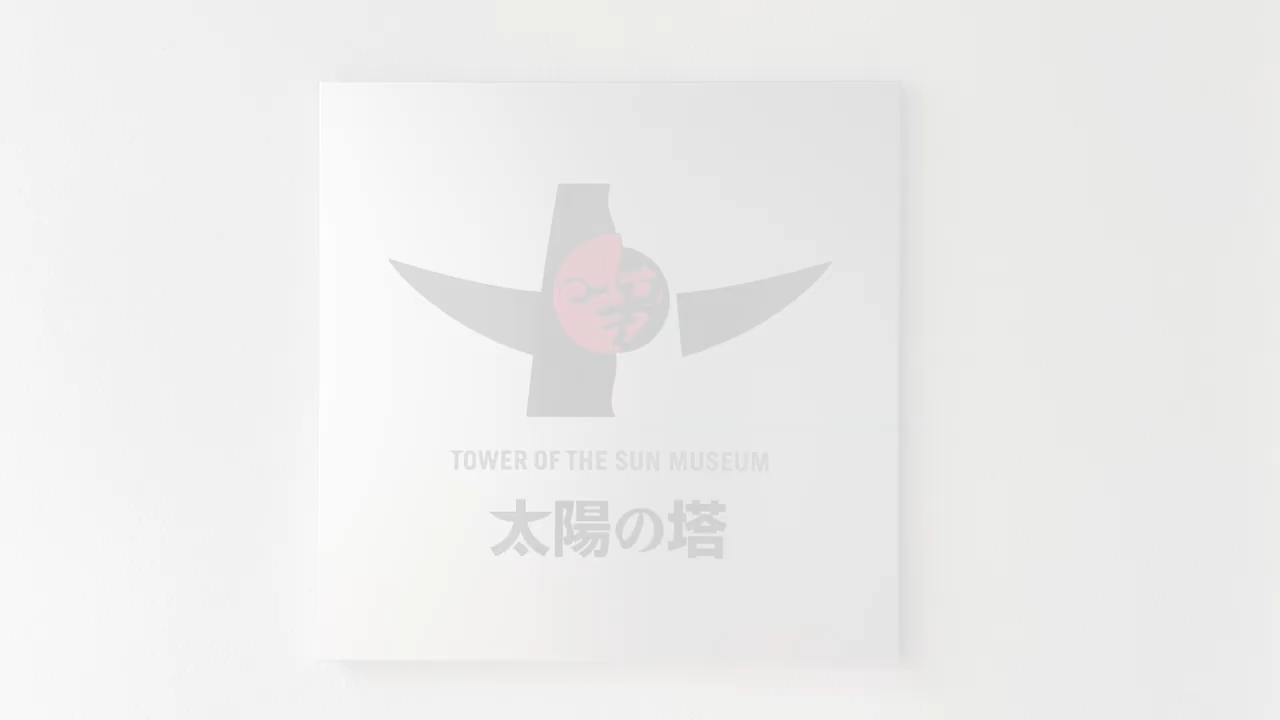 TOWER OF THE SUN MUSEUM
太陽の塔